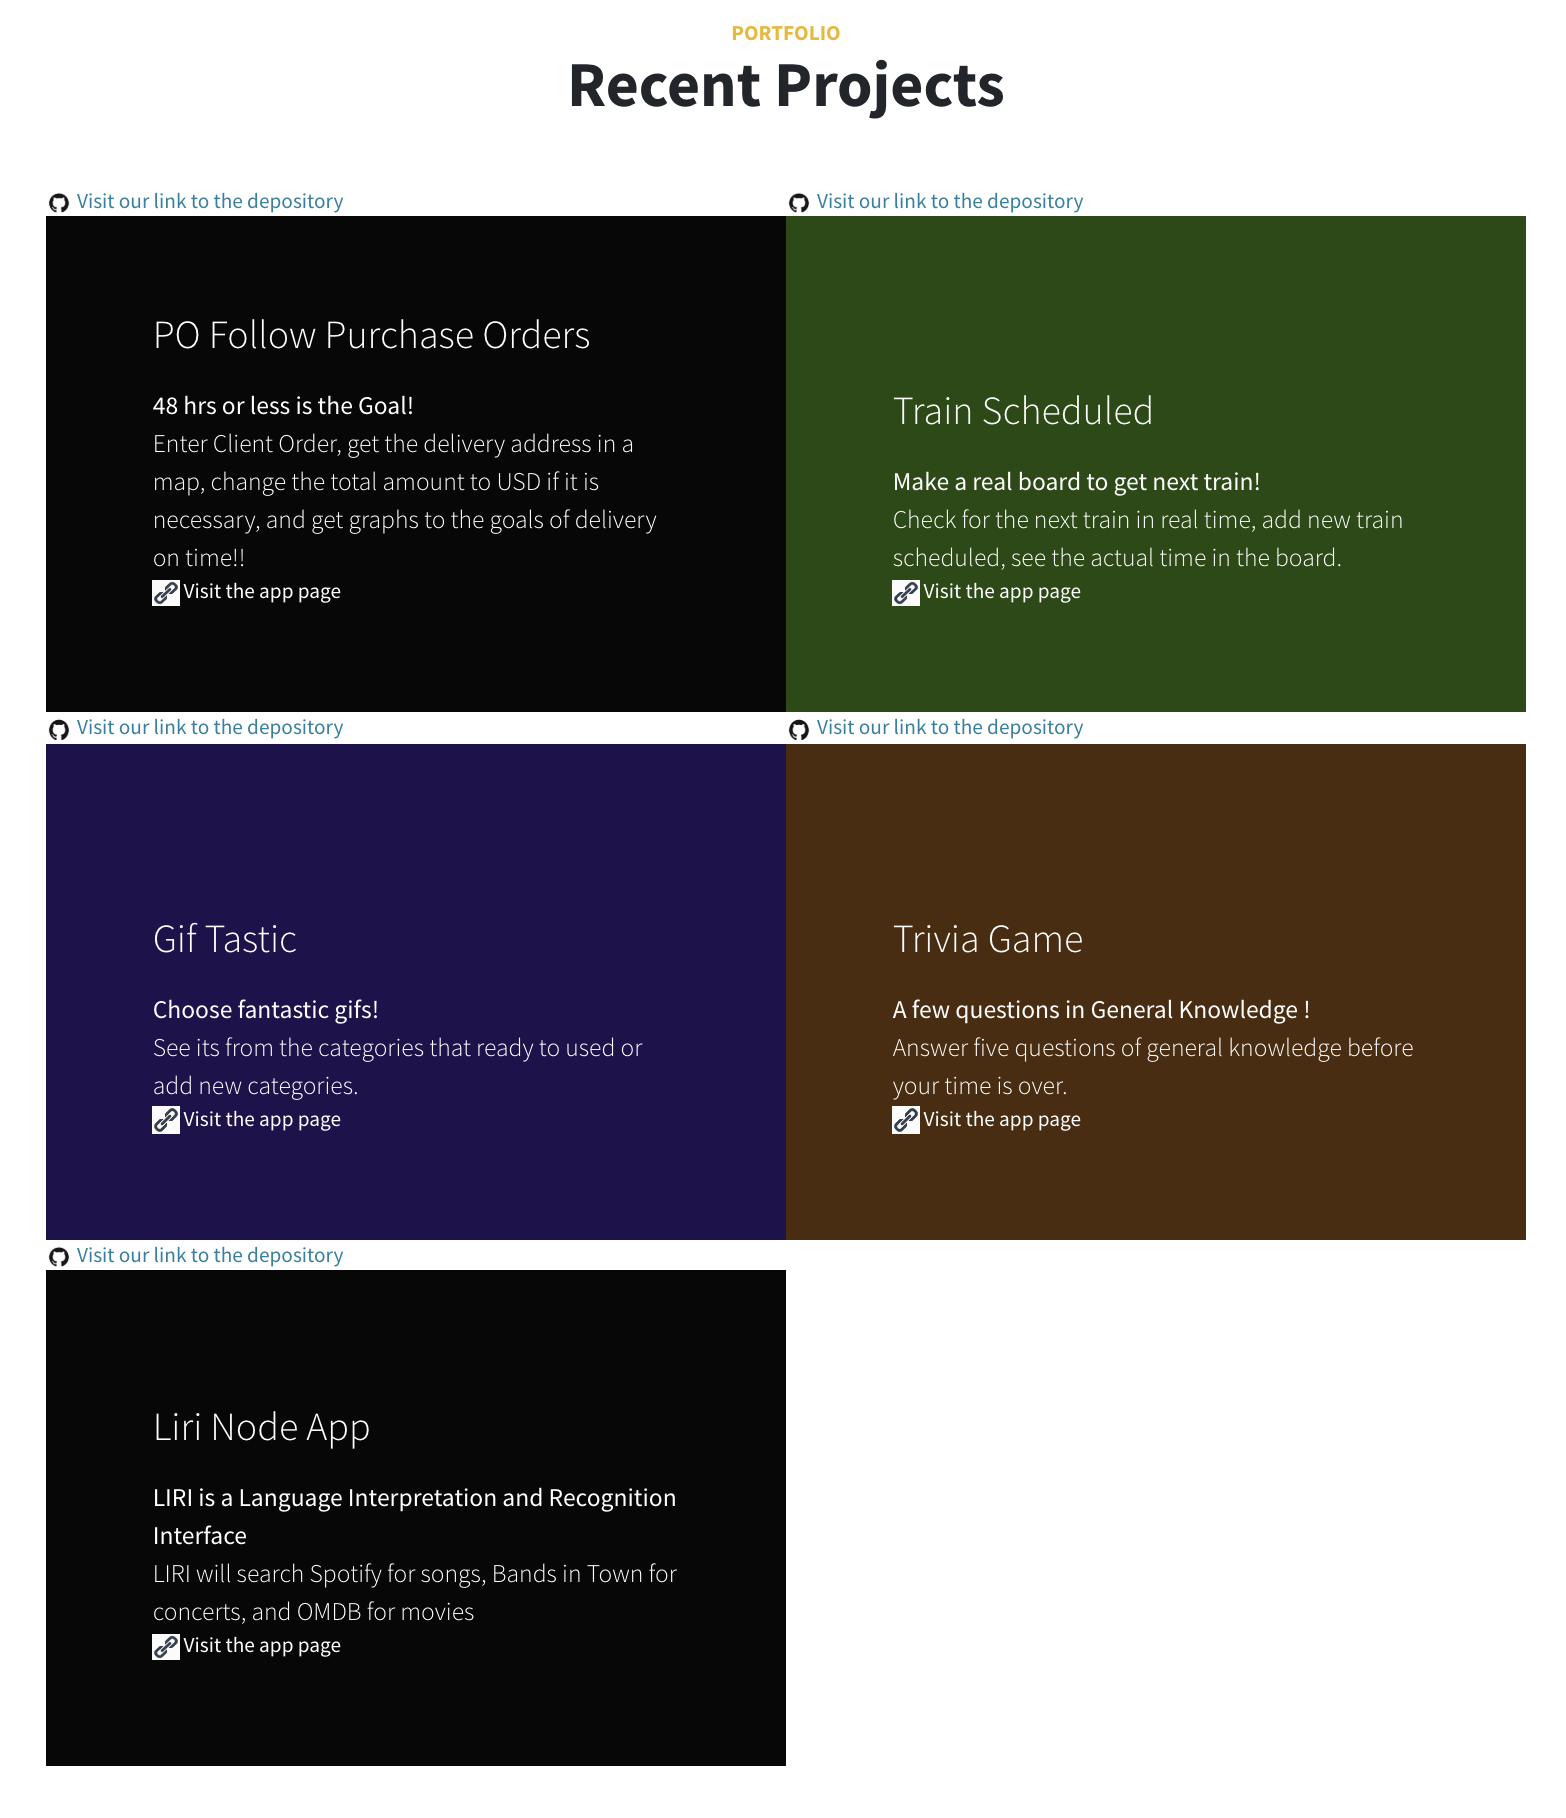 PORTFOLIO
Recent Projects
Visit our link to the depository
PO Follow Purchase Orders
48 hrs or less is the Goal!
Enter Client Order, get the delivery address in a
map, change the total amount to USD if it is
necessary, and get graphs to the goals of delivery
on time!!
Visit the app page
Visit our link to the depository
Train Scheduled
Make a real board to get next train!
Check for the next train in real time, add new train
scheduled, see the actual time in the board.
Visit the app page
Visit our link to the depository
Gif Tastic
Choose fantastic gifs!
See its from the categories that ready to used or
add new categories.
Visit the app page
Visit our link to the depository
Trivia Game
A few questions in General Knowledge !
Answer five questions of general knowledge before
your time is over.
Visit the app page
Visit our link to the depository
Liri Node App
LIRI is a Language Interpretation and Recognition
Interface
LIRI will search Spotify for songs, Bands in Town for
concerts, and OMDB for movies
Visit the app page